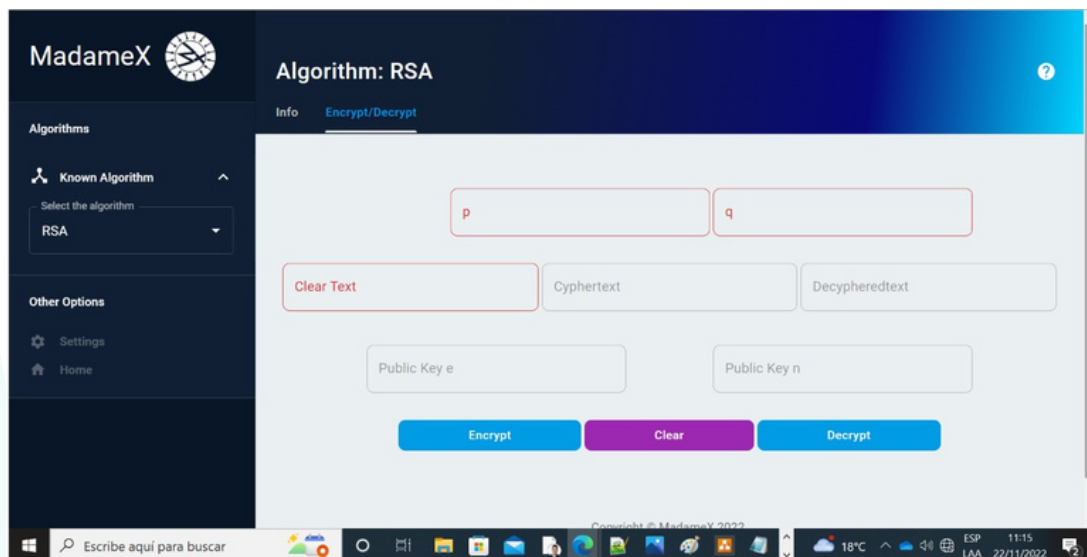 MadameX
Algorithm: RSA
Info Encrypt/Decrypt
Algorithms
Known Algorithm
Select the algorithm
RSA
Other Options
Settings
Home
p q
Clear Text Cyphertext Decypheredtext
Public Key e Public Key n
Encrypt Clear Decrypt
Copyright © MadameX 2022
Escribe aquí para buscar
18°C
ESP
LAA
11:15
22/11/2022